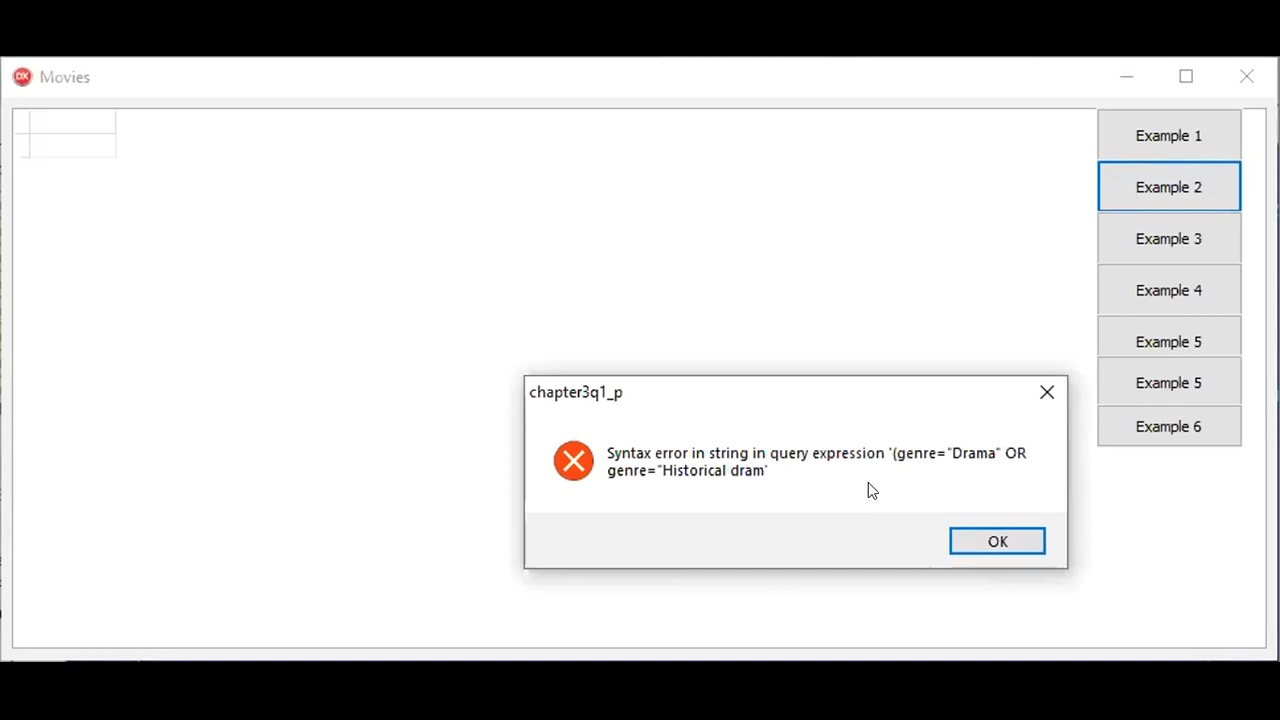 DX Movies
Example 1
Example 2
Example 3
Example 4
Example 5
Example 5
Example 6
chapter3q1_p
Syntax error in string in query expression '(genre="Drama" OR
genre="Historical dram'
OK